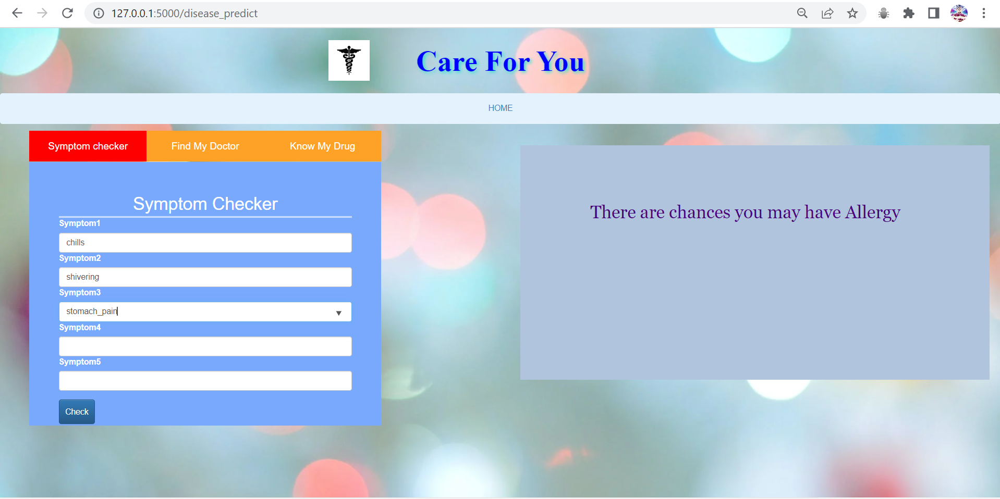 127.0.0.1:5000/disease_predict
Care For You
HOME
Symptom checker
Find My Doctor
Know My Drug
Symptom Checker
Symptom1
chills
Symptom2
shivering
Symptom3
stomach_pain
Symptom4
Symptom5
Check
There are chances you may have Allergy